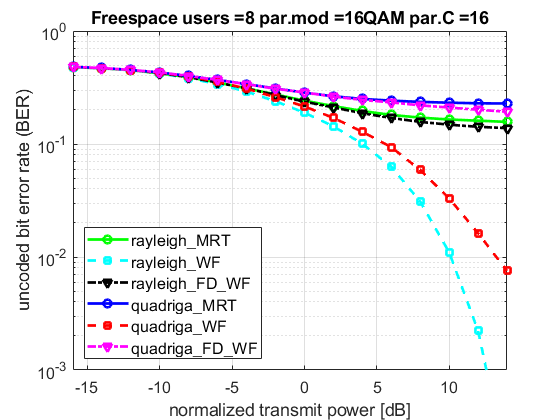 Freespace users =8 par.mod =16QAM par.C =16
uncoded bit error rate (BER)
10^0
10^-1
10^-2
10^-3
rayleigh_MRT
rayleigh_WF
rayleigh_FD_WF
quadriga_MRT
quadriga_WF
quadriga_FD_WF
-15 -10 -5 0 5 10
normalized transmit power [dB]